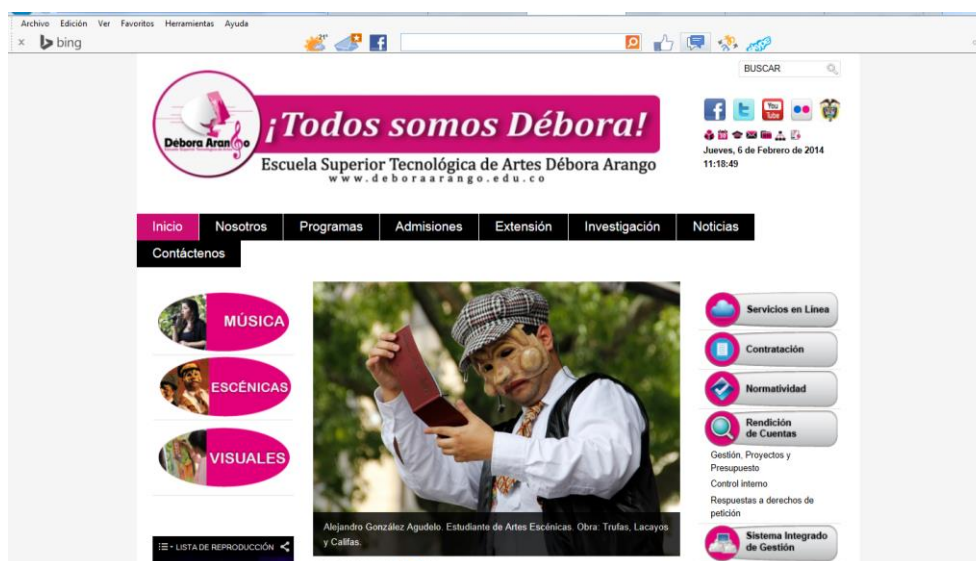 Archivo Edición Ver Favoritos Herramientas Ayuda
x bing
21°
BUSCAR
Débora Arango
¡Todos somos Débora!
Escuela Superior Tecnológica de Artes Débora Arango
www.deboraarango.edu.co
You Tube
Jueves, 6 de Febrero de 2014
11:18:49
Inicio Nosotros Programas Admisiones Extensión Investigación Noticias
Contáctenos
MÚSICA
ESCÉNICAS
VISUALES
LISTA DE REPRODUCCIÓN
Alejandro González Agudelo. Estudiante de Artes Escénicas. Obra: Trufas, Lacayos
y Califas.
Servicios en Línea
Contratación
Normatividad
Rendición
de Cuentas
Gestión, Proyectos y
Presupuesto
Control interno
Respuestas a derechos de
petición
Sistema Integrado
de Gestión